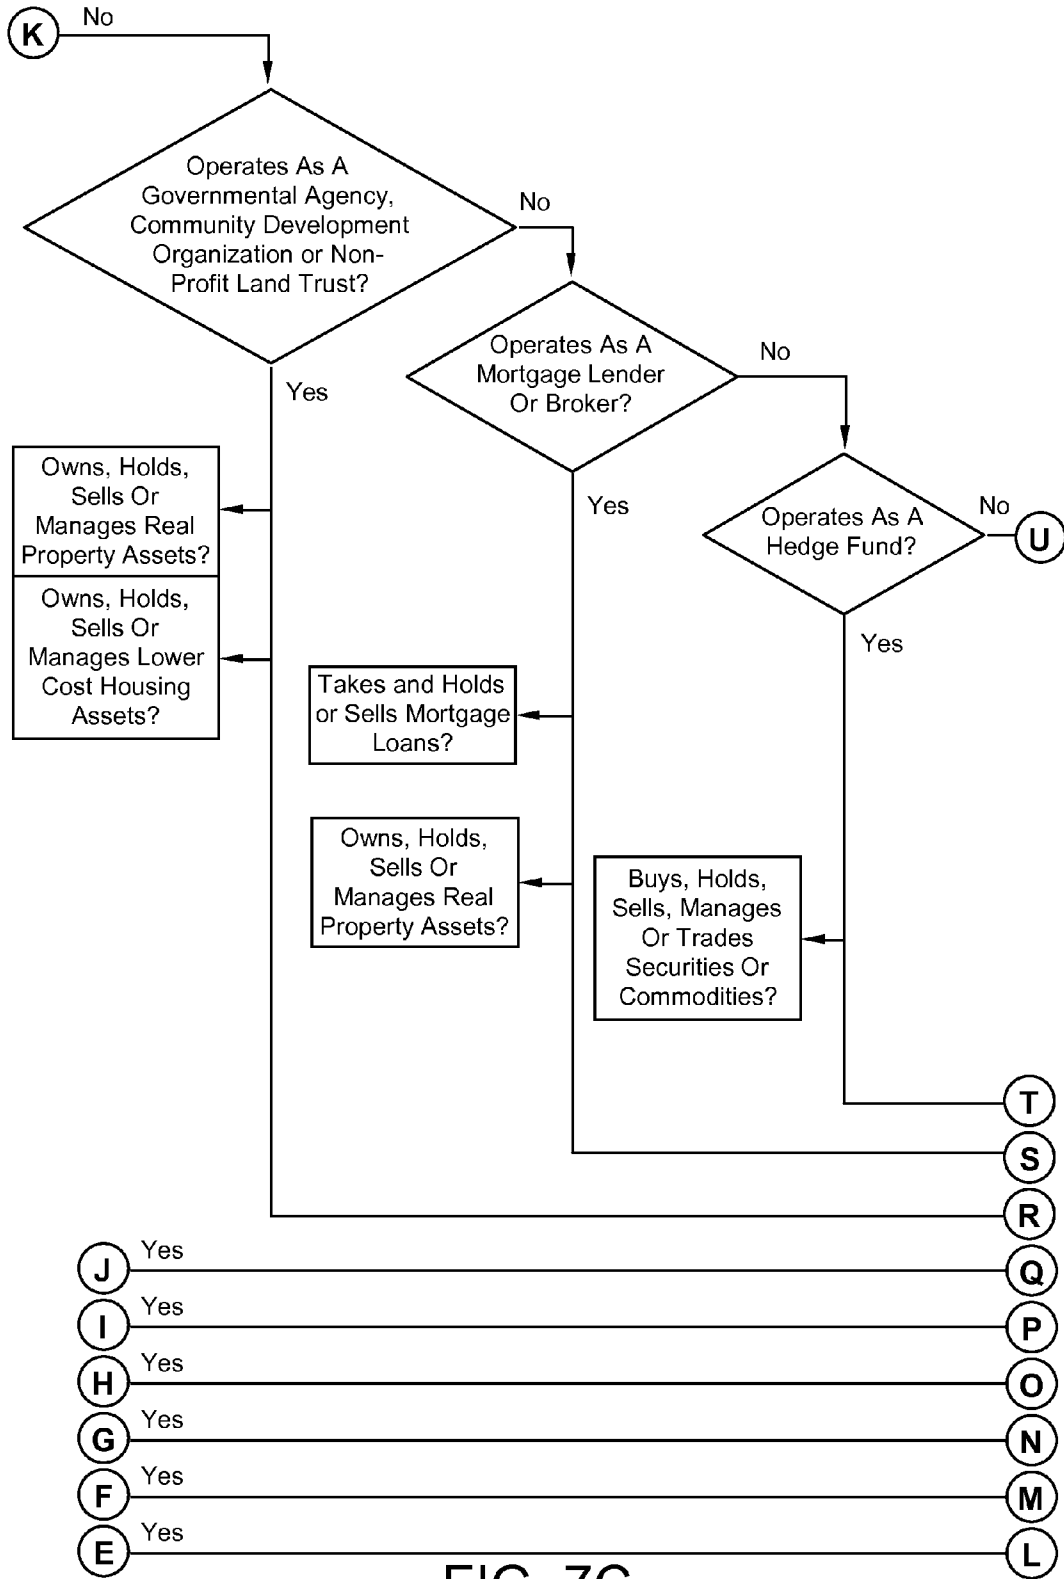 K
No
Operates As A
Governmental Agency,
Community Development
Organization or Non-
Profit Land Trust?
No
Yes
Operates As A
Mortgage Lender
Or Broker?
No
Yes
Operates As A
Hedge Fund?
No
U
Yes
Owns, Holds,
Sells Or
Manages Real
Property Assets?
Owns, Holds,
Sells Or
Manages Lower
Cost Housing
Assets?
Takes and Holds
or Sells Mortgage
Loans?
Owns, Holds,
Sells Or
Manages Real
Property Assets?
Buys, Holds,
Sells, Manages
Or Trades
Securities Or
Commodities?
T
S
R
J Yes Q
I Yes P
H Yes O
G Yes N
F Yes M
E Yes L
FIG. 7C